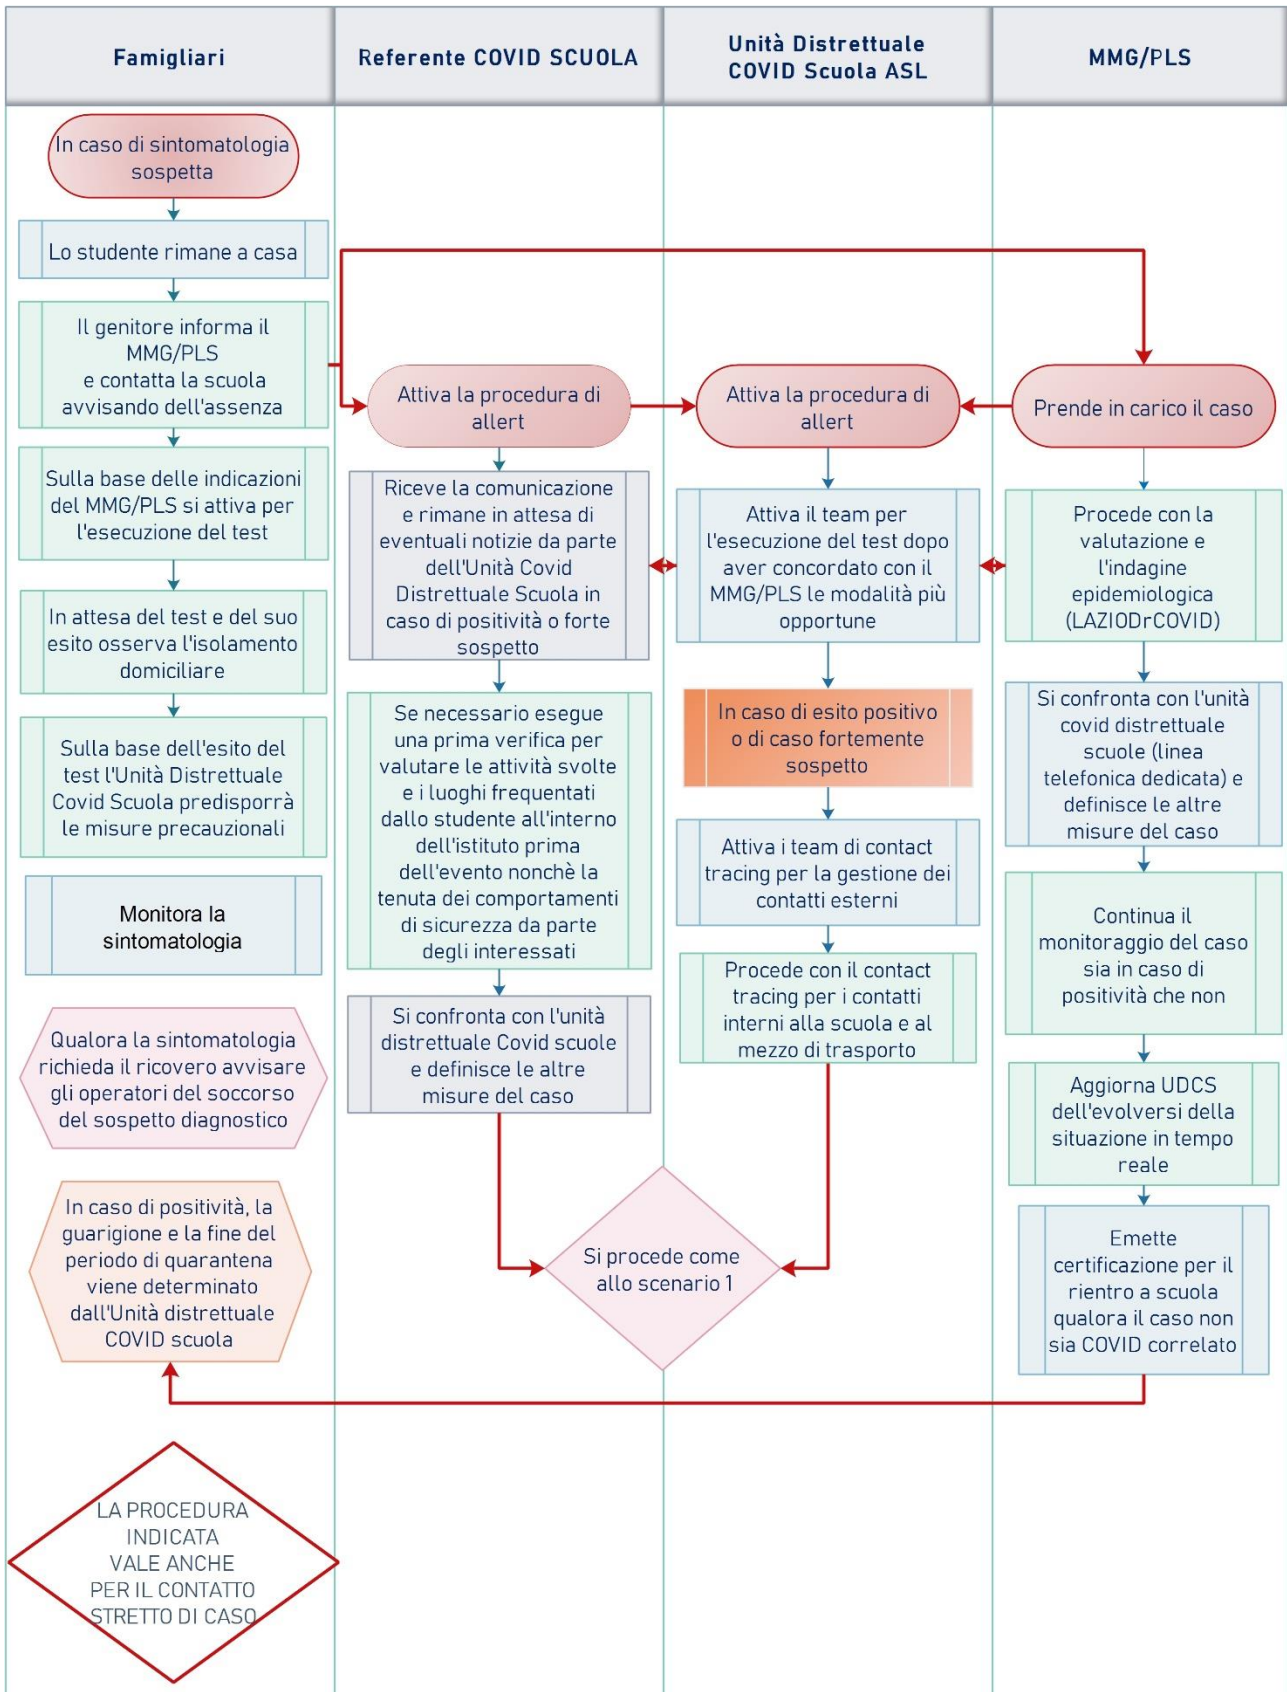 Famigliari
Referente COVID SCUOLA
Unità Distrettuale
COVID Scuola ASL
MMG/PLS
In caso di sintomatologia
sospetta
Lo studente rimane a casa
Il genitore informa il
MMG/PLS
e contatta la scuola
avvisando dell'assenza
Sulla base delle indicazioni
del MMG/PLS si attiva per
l'esecuzione del test
In attesa del test e del suo
esito osserva l'isolamento
domiciliare
Sulla base dell'esito del
test l'Unità Distrettuale
Covid Scuola predisporrà
le misure precauzionali
Monitora la
sintomatologia
Qualora la sintomatologia
richieda il ricovero avvisare
gli operatori del soccorso
del sospetto diagnostico
In caso di positività, la
guarigione e la fine del
periodo di quarantena
viene determinato
dall'Unità distrettuale
COVID scuola
LA PROCEDURA
INDICATA
VALE ANCHE
PER IL CONTATTO
STRETTO DI CASO
Attiva la procedura di
allert
Riceve la comunicazione
e rimane in attesa di
eventuali notizie da parte
dell'Unità Covid
Distrettuale Scuola in
caso di positività o forte
sospetto
Se necessario esegue
una prima verifica per
valutare le attività svolte
e i luoghi frequentati
dallo studente all'interno
dell'istituto prima
dell'evento nonchè la
tenuta dei comportamenti
di sicurezza da parte
degli interessati
Si confronta con l'unità
distrettuale Covid scuole
e definisce le altre
misure del caso
Attiva la procedura di
allert
Attiva il team per
l'esecuzione del test dopo
aver concordato con il
MMG/PLS le modalità più
opportune
In caso di esito positivo
o di caso fortemente
sospetto
Attiva i team di contact
tracing per la gestione dei
contatti esterni
Procede con il contact
tracing per i contatti
interni alla scuola e al
mezzo di trasporto
Si procede come
allo scenario 1
Prende in carico il caso
Procede con la
valutazione e
l'indagine
epidemiologica
(LAZIODrCOVID)
Si confronta con l'unità
covid distrettuale
scuole (linea
telefonica dedicata) e
definisce le altre
misure del caso
Continua il
monitoraggio del caso
sia in caso di
positività che non
Aggiorna UDCS
dell'evolversi della
situazione in tempo
reale
Emette
certificazione per il
rientro a scuola
qualora il caso non
sia COVID correlato